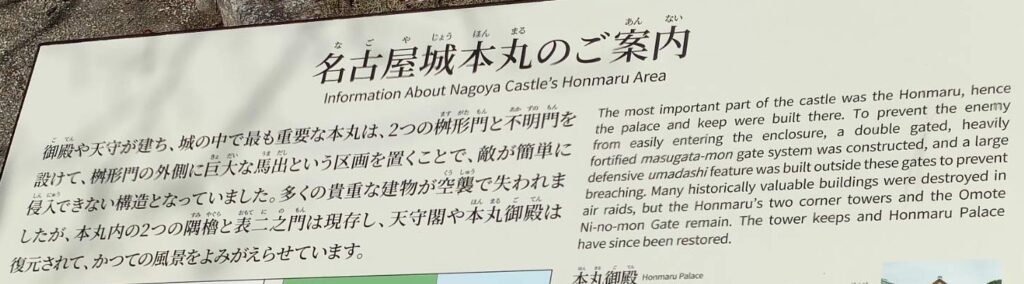 名古屋城本丸のご案内
Information About Nagoya Castle's Honmaru Area
御殿や天守が建ち、城の中で最も重要な本丸は、2つの桝形門と不明門を
設けて、桝形門の外側に巨大な馬出という区画を置くことで、敵が簡単に
侵入できない構造となっていました。多くの貴重な建物が空襲で失われま
したが、本丸内の2つの隅櫓と表二之門は現存し、天守閣や本丸御殿は
復元されて、かつての風景をよみがえらせています。
The most important part of the castle was the Honmaru, hence
the palace and keep were built there. To prevent the enemy
from easily entering the enclosure, a double gated, heavily
fortified masugata-mon gate system was constructed, and a large
defensive umadashi feature was built outside these gates to prevent
breaching. Many historically valuable buildings were destroyed in
air raids, but the Honmaru's two corner towers and the Omote
Ni-no-mon Gate remain. The tower keeps and Honmaru Palace
have since been restored.
本丸御殿 Honmaru Palace